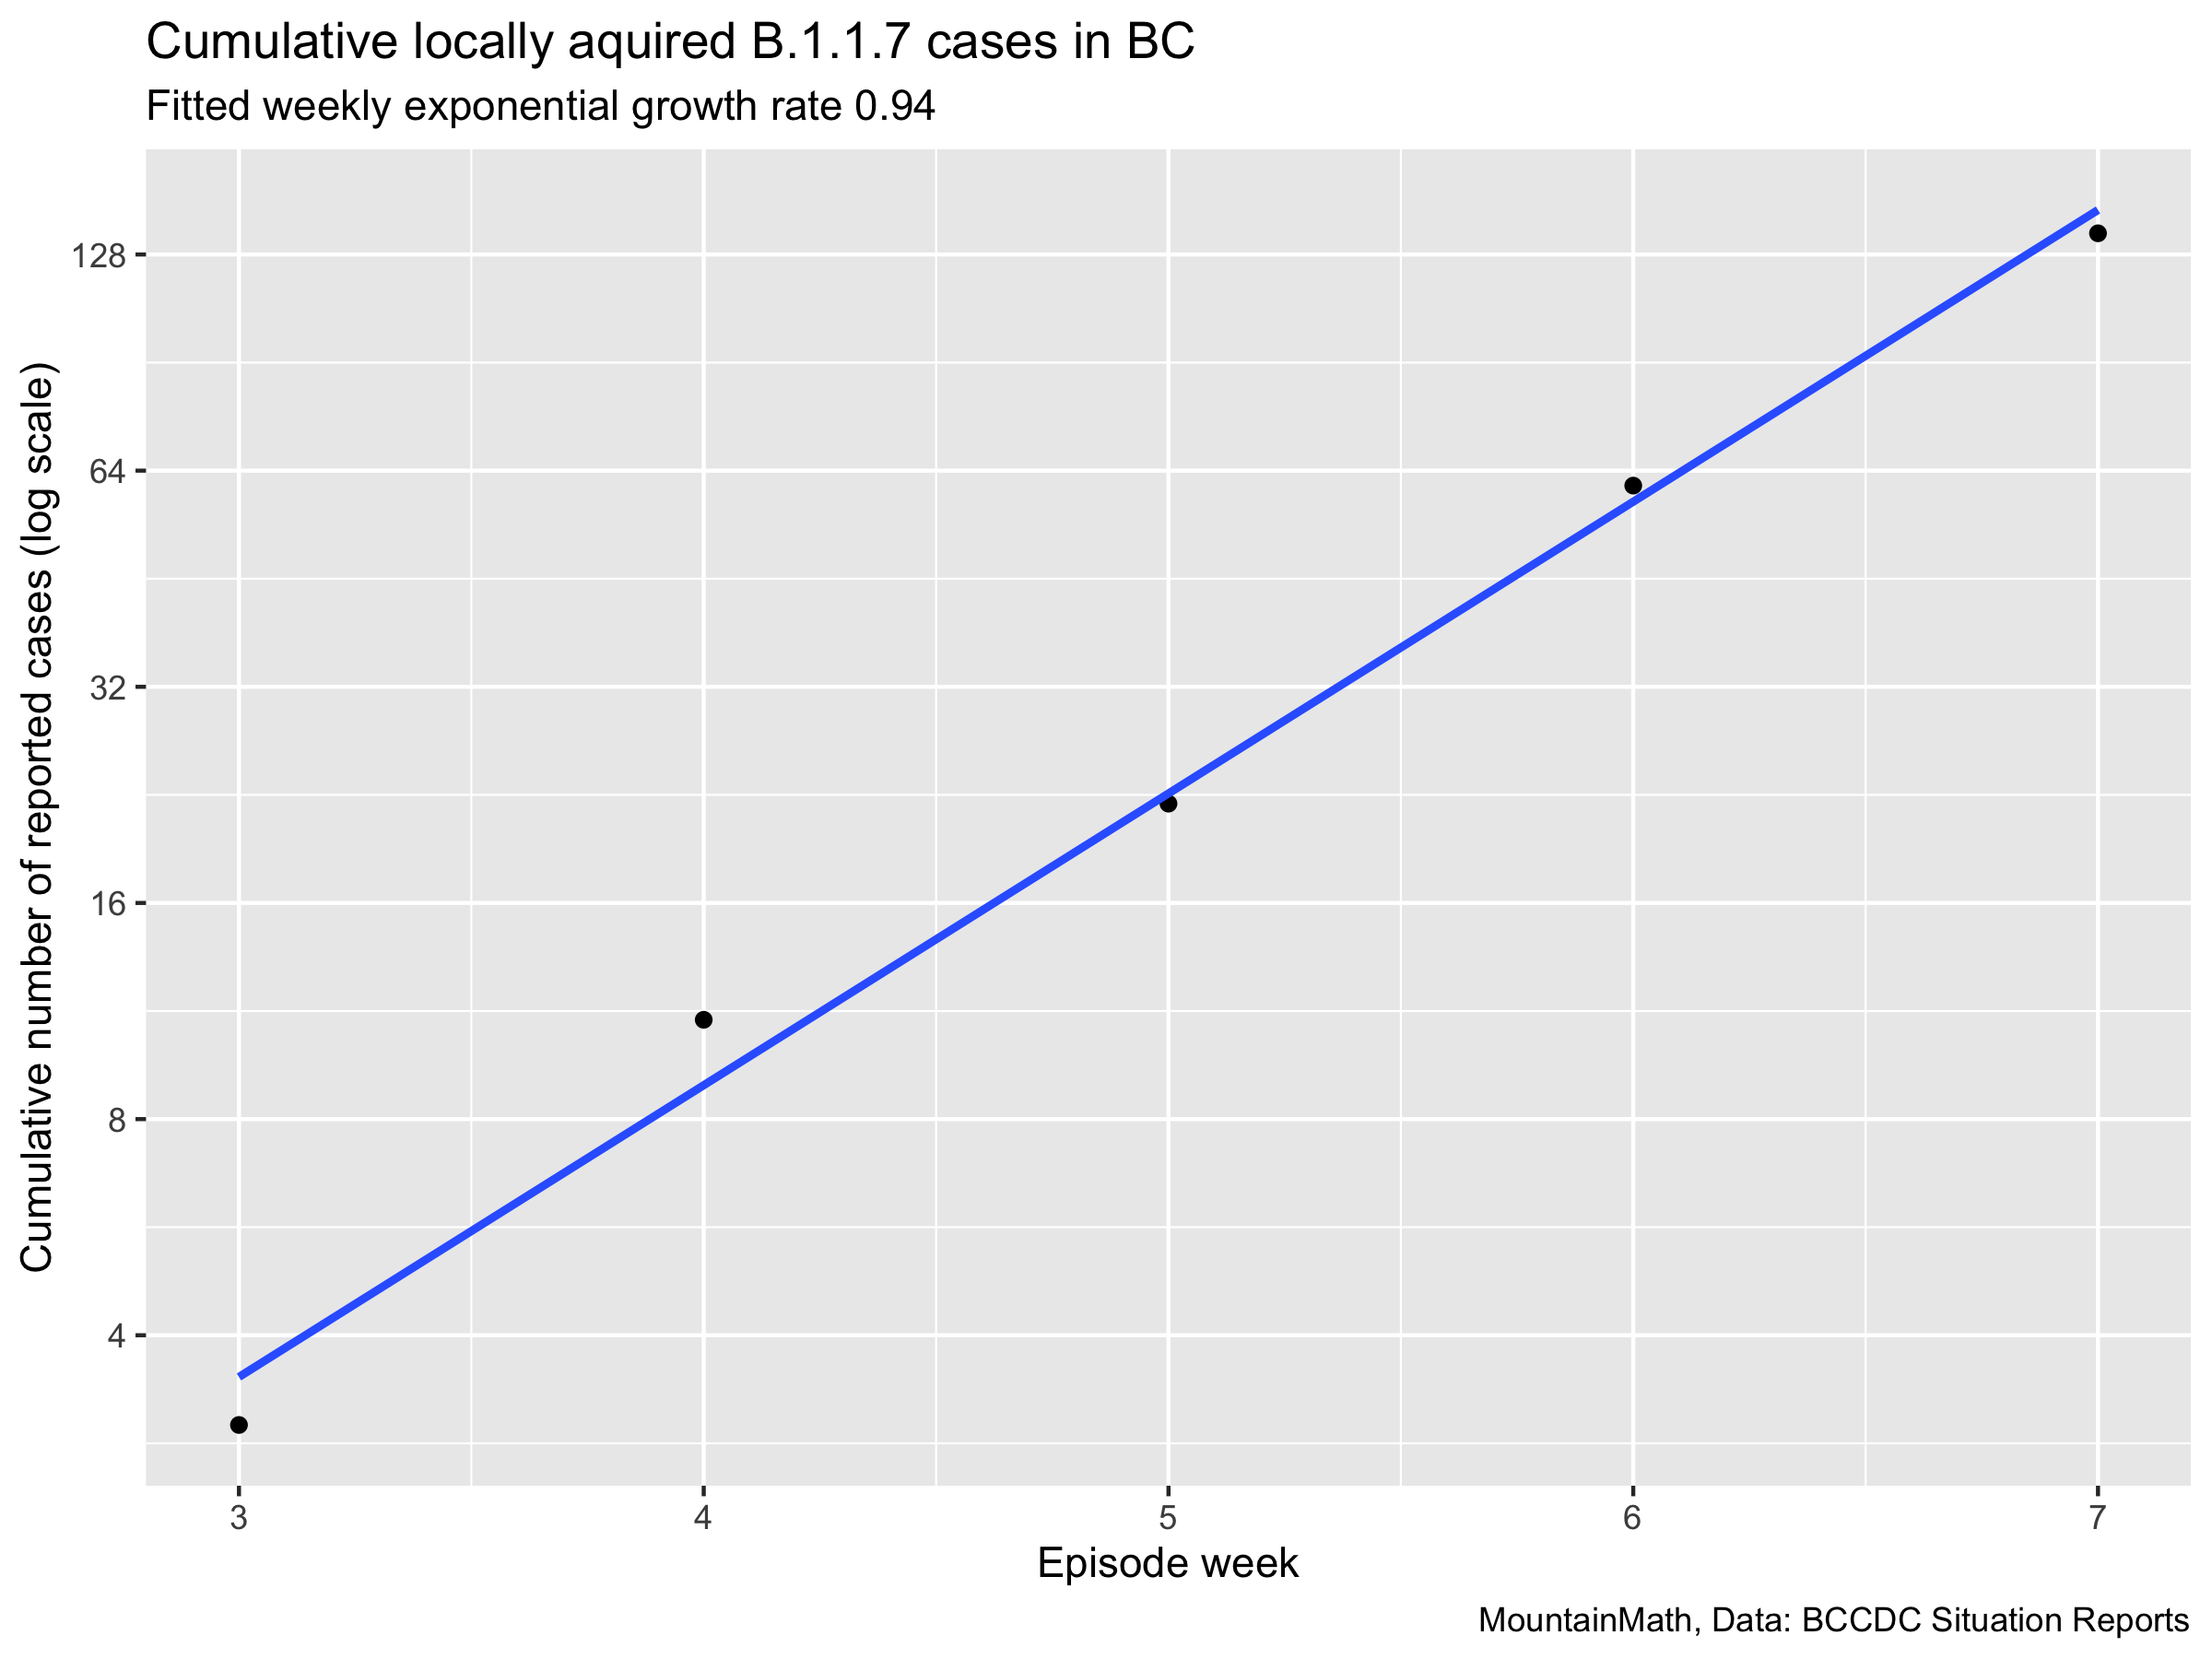 Cumulative locally aquired B.1.1.7 cases in BC
Fitted weekly exponential growth rate 0.94
Cumulative number of reported cases (log scale)
128
64
32
16
8
4
3
4
5
6
7
Episode week
MountainMath, Data: BCCDC Situation Reports